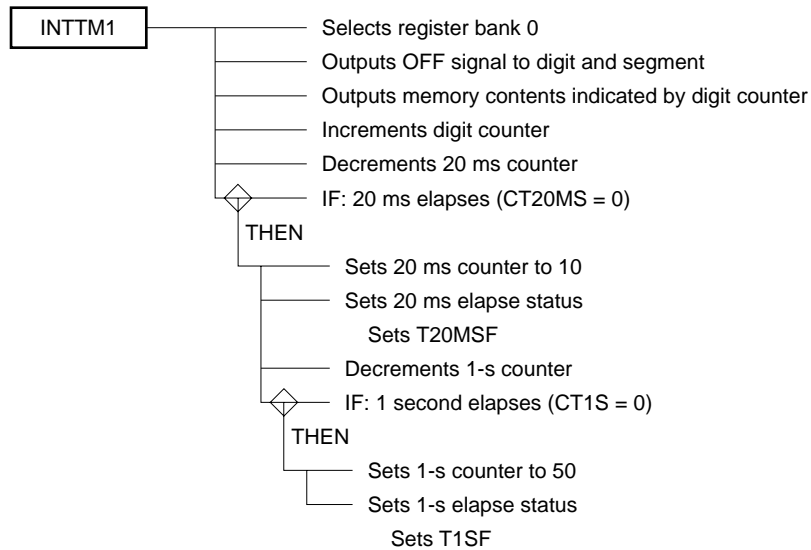 INTTM1
Selects register bank 0
Outputs OFF signal to digit and segment
Outputs memory contents indicated by digit counter
Increments digit counter
Decrements 20 ms counter
IF: 20 ms elapses (CT20MS = 0)
THEN
Sets 20 ms counter to 10
Sets 20 ms elapse status
Sets T20MSF
Decrements 1-s counter
IF: 1 second elapses (CT1S = 0)
THEN
Sets 1-s counter to 50
Sets 1-s elapse status
Sets T1SF